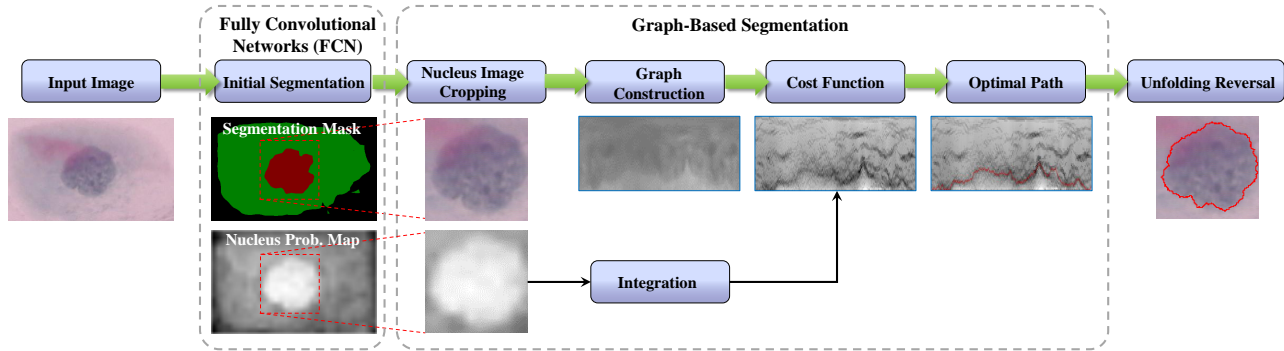 Fully Convolutional
Networks (FCN)
Graph-Based Segmentation
Input Image
Initial Segmentation
Nucleus Image
Cropping
Graph
Construction
Cost Function
Optimal Path
Unfolding Reversal
Segmentation Mask
Nucleus Prob. Map
Integration